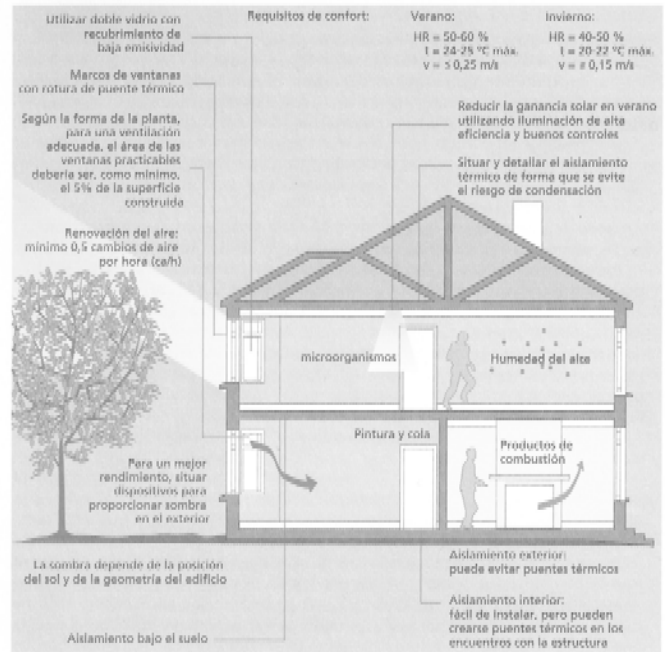 Utilizar doble vidrio con
recubrimiento de
baja emisividad
Marcos de ventanas
con rotura de puente térmico
Según la forma de la planta,
para una ventilación
adecuada, el área de las
ventanas practicables
debería ser, como mínimo,
el 5% de la superficie
construida
Renovación del aire:
mínimo 0,5 cambios de aire
por hora (ca/h)
Requisitos de confort:
Verano:
HR = 50-60 %
t = 24-25 ºC máx.
v = ≤ 0,25 m/s
Invierno:
HR = 40-50 %
t = 20-22 ºC máx.
v = ≤ 0,15 m/s
Reducir la ganancia solar en verano
utilizando iluminación de alta
eficiencia y buenos controles
Situar y detallar el aislamiento
térmico de forma que se evite
el riesgo de condensación
microorganismos
Humedad del aire
Pintura y cola
Productos de
combustión
Para un mejor
rendimiento, situar
dispositivos para
proporcionar sombra
en el exterior
La sombra depende de la posición
del sol y de la geometría del edificio
Aislamiento bajo el suelo
Aislamiento exterior:
puede evitar puentes térmicos
Aislamiento interior:
fácil de instalar, pero pueden
crearse puentes térmicos en los
encuentros con la estructura